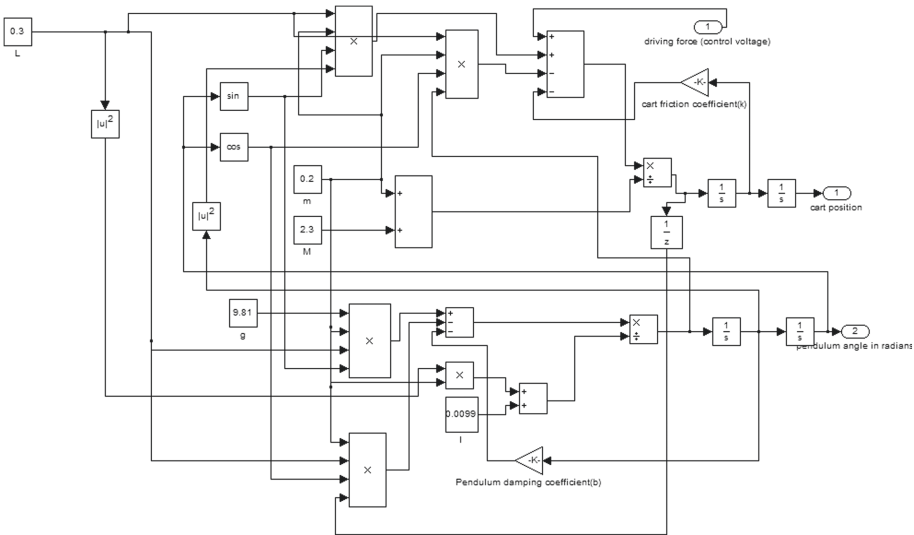 0.3
L
×
+
+
−
−
1
driving force (control voltage)
×
-K-
cart friction coefficient(k)
sin
|u|²
cos
0.2
m
+
+
×
÷
1
s
1
s
1
cart position
|u|²
2.3
M
1
z
9.81
g
×
+
−
−
×
÷
1
s
1
s
2
pendulum angle in radians
×
+
+
0.0099
I
×
-K-
Pendulum damping coefficient(b)